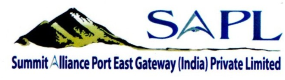 SAPL
Summit Alliance Port East Gateway (India) Private Limited